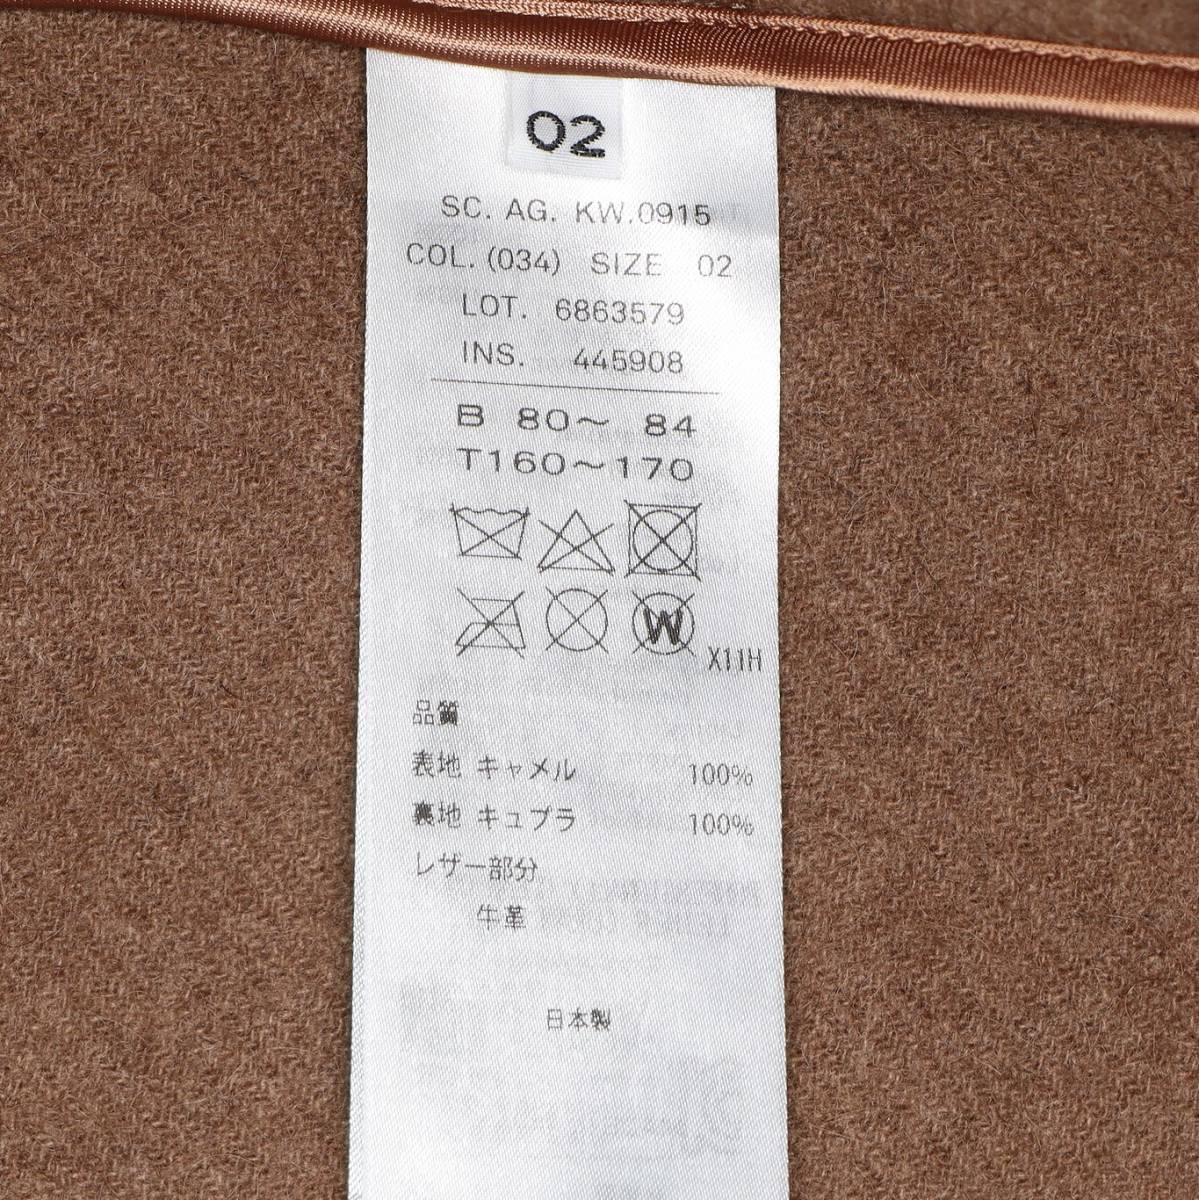 02
SC. AG. KW.0915
COL. (034) SIZE 02
LOT. 6863579
INS. 445908
B 80〜 84
T160〜170
W
X11H
品質
表地 キャメル 100%
裏地 キュプラ 100%
レザー部分
牛革
日本製